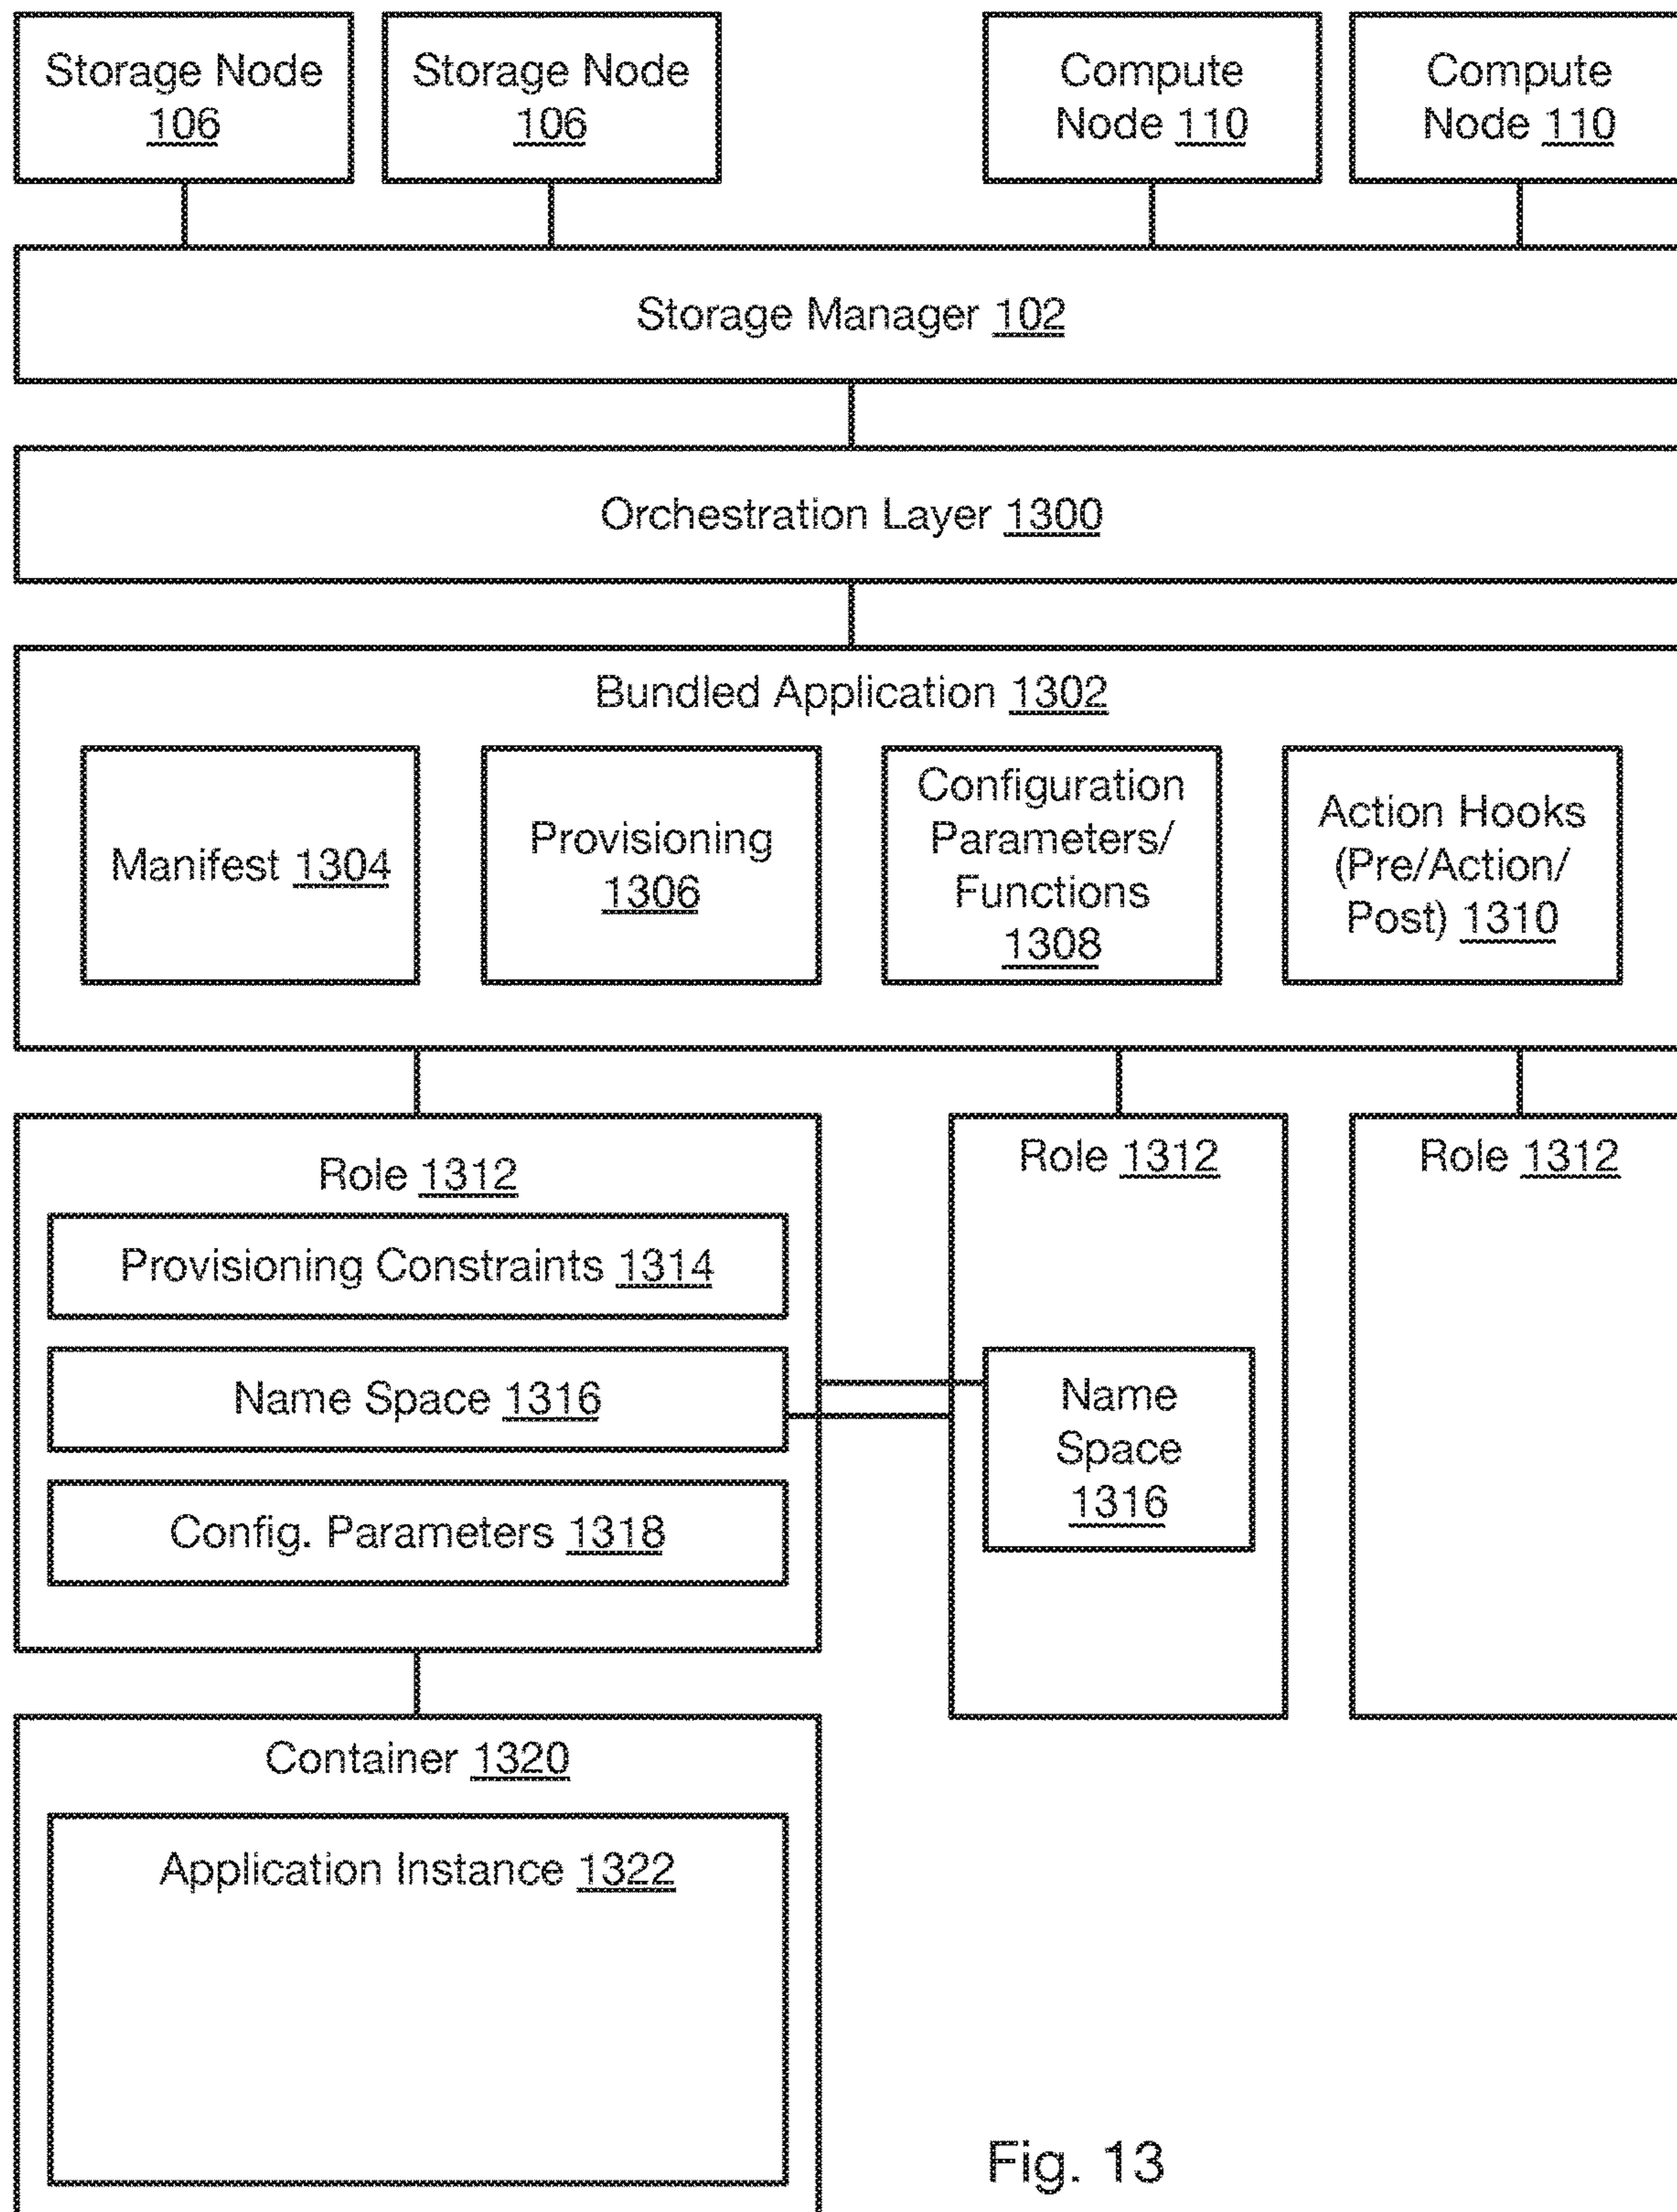 Storage Node
106
Storage Node
106
Compute
Node 110
Compute
Node 110
Storage Manager 102
Orchestration Layer 1300
Bundled Application 1302
Manifest 1304
Provisioning
1306
Configuration
Parameters/
Functions
1308
Action Hooks
(Pre/Action/
Post) 1310
Role 1312
Provisioning Constraints 1314
Name Space 1316
Config. Parameters 1318
Role 1312
Name
Space
1316
Role 1312
Container 1320
Application Instance 1322
Fig. 13